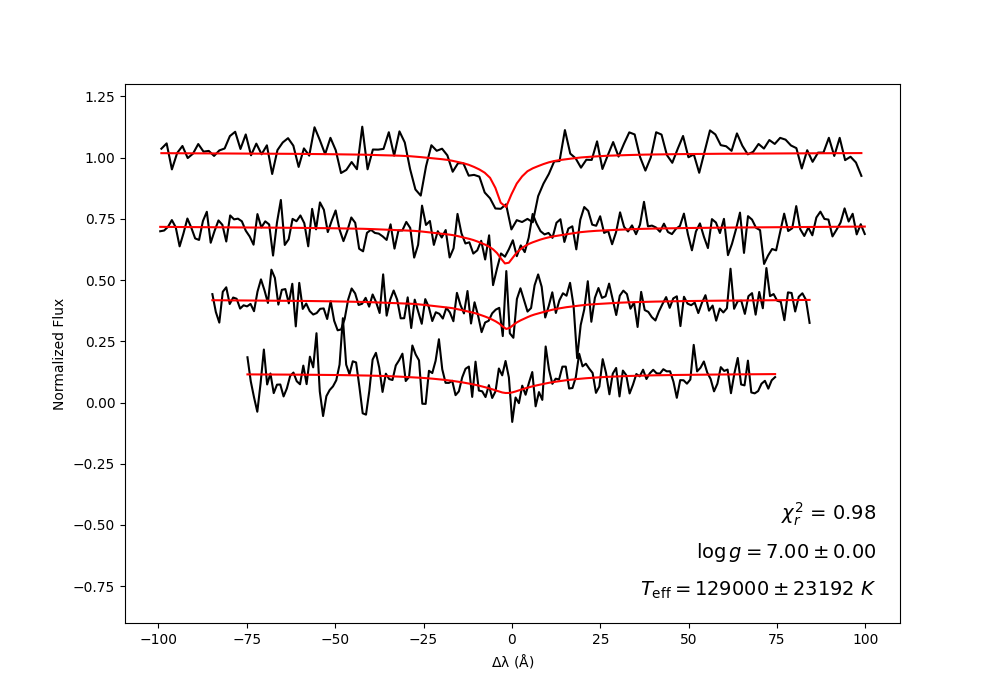 1.25
1.00
0.75
0.50
0.25
0.00
−0.25
−0.50
−0.75
Normalized Flux
χ²ᵣ = 0.98
log g = 7.00 ± 0.00
T_eff = 129000 ± 23192 K
−100 −75 −50 −25 0 25 50 75 100
Δλ (Å)